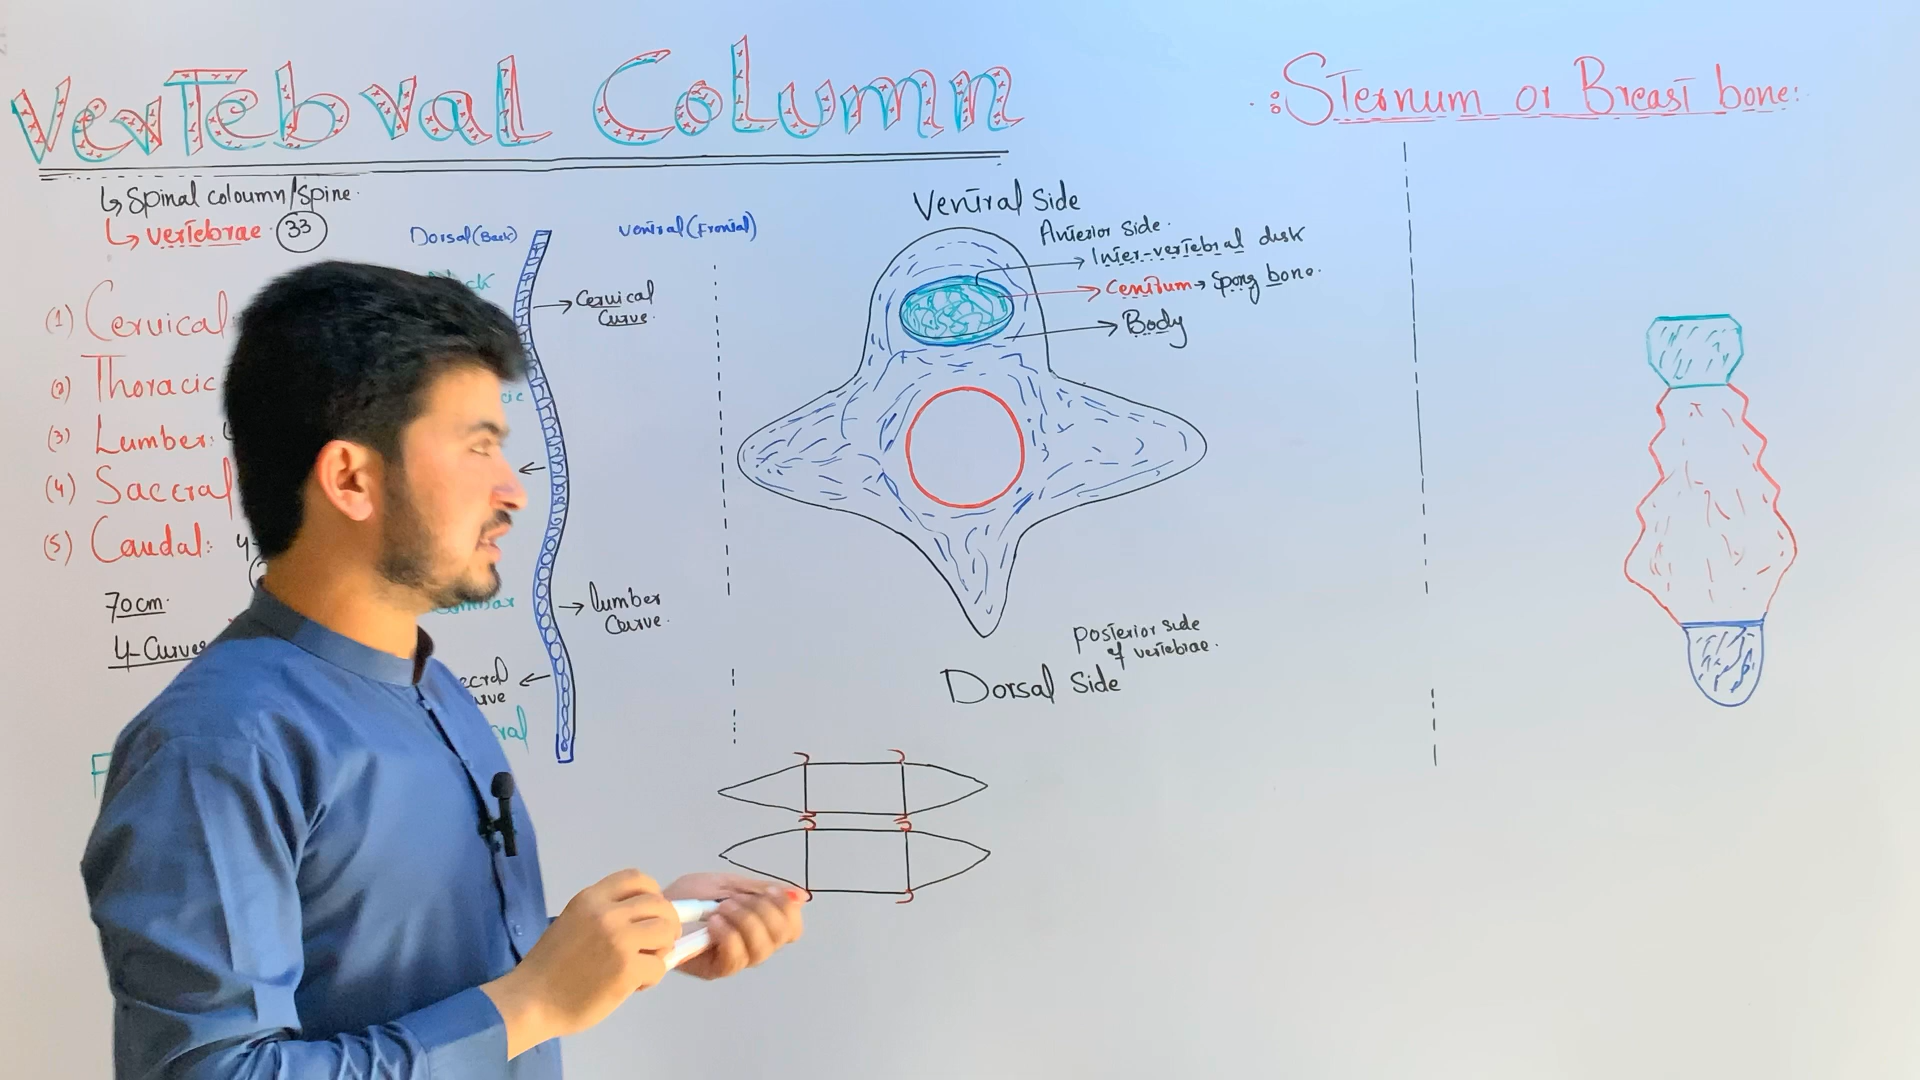 Vertebral Column
Sternum or Breast bone:
↳ Spinal coloumn/Spine.
↳ vertebrae. 33
Dorsal (Back)
ventral (Frontal)
(1) Cervical
(2) Thoracic
(3) Lumber:
(4) Saccral
(5) Caudal:
70cm.
4-Curves
Cervical
Curve.
lumber
Curve.
Ventral Side
Anterior Side.
Inter-vertebral disk
Centrum → Spong bone.
Body
Posterior side
of vertebrae.
Dorsal Side